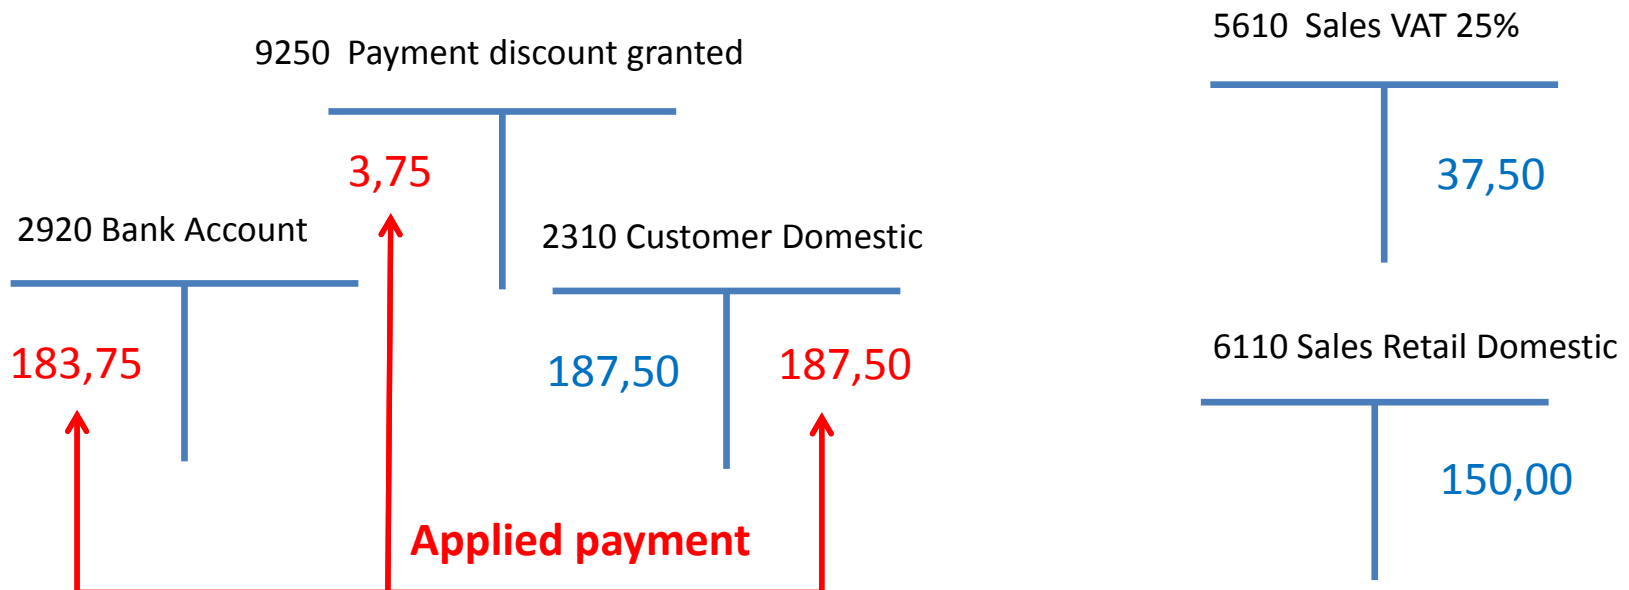 5610  Sales VAT 25%
9250  Payment discount granted
3,75
37,50
2920 Bank Account
2310 Customer Domestic
183,75
187,50
187,50
6110 Sales Retail Domestic
150,00
Applied payment